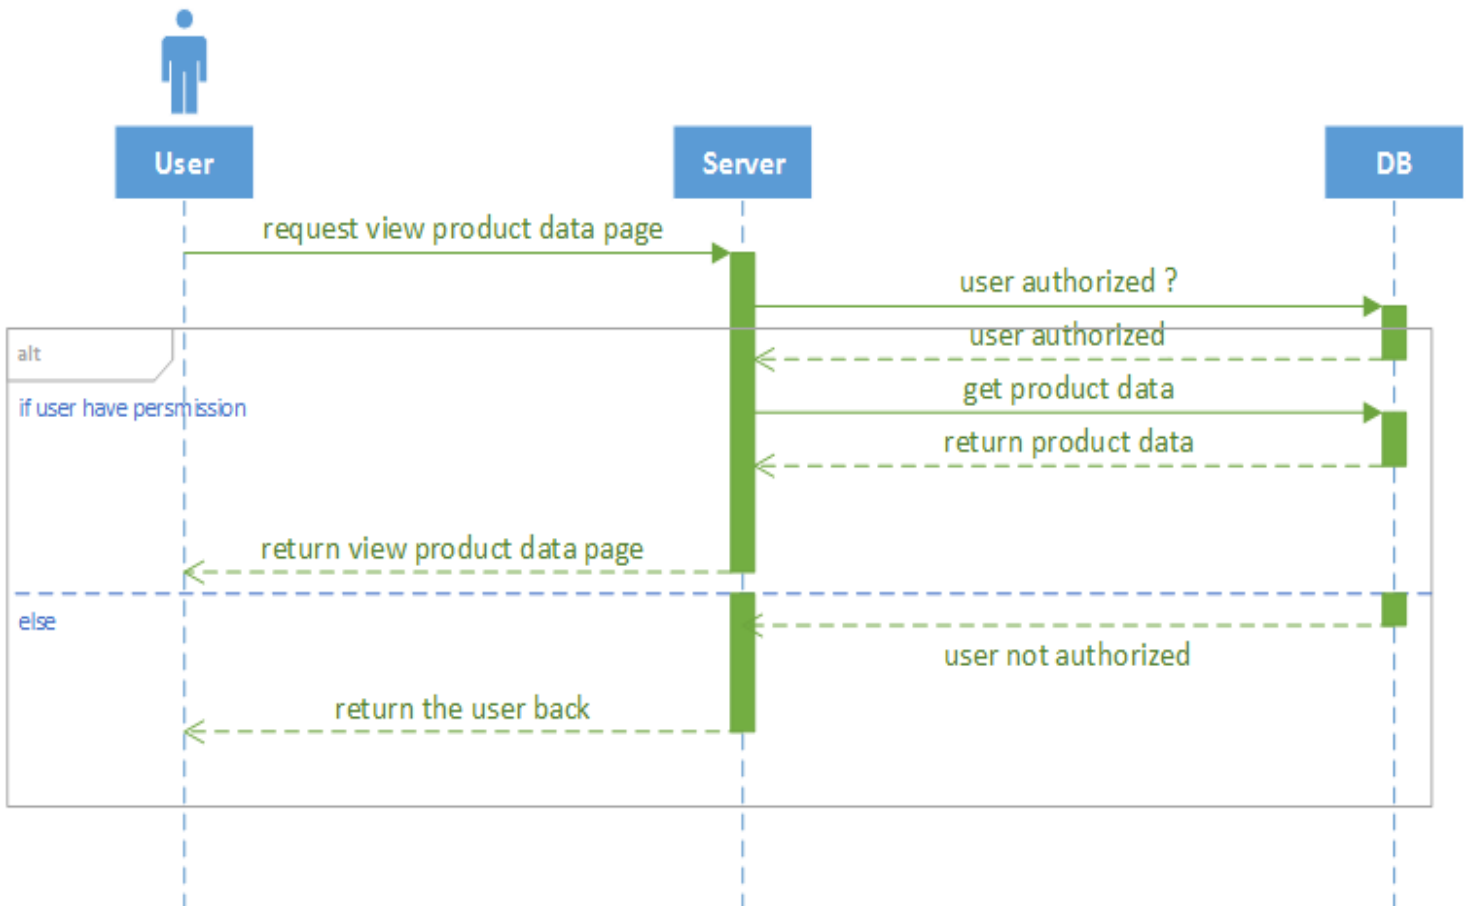 User
Server
DB
request view product data page
user authorized ?
user authorized
alt
get product data
if user have persmission
return product data
return view product data page
else
user not authorized
return the user back